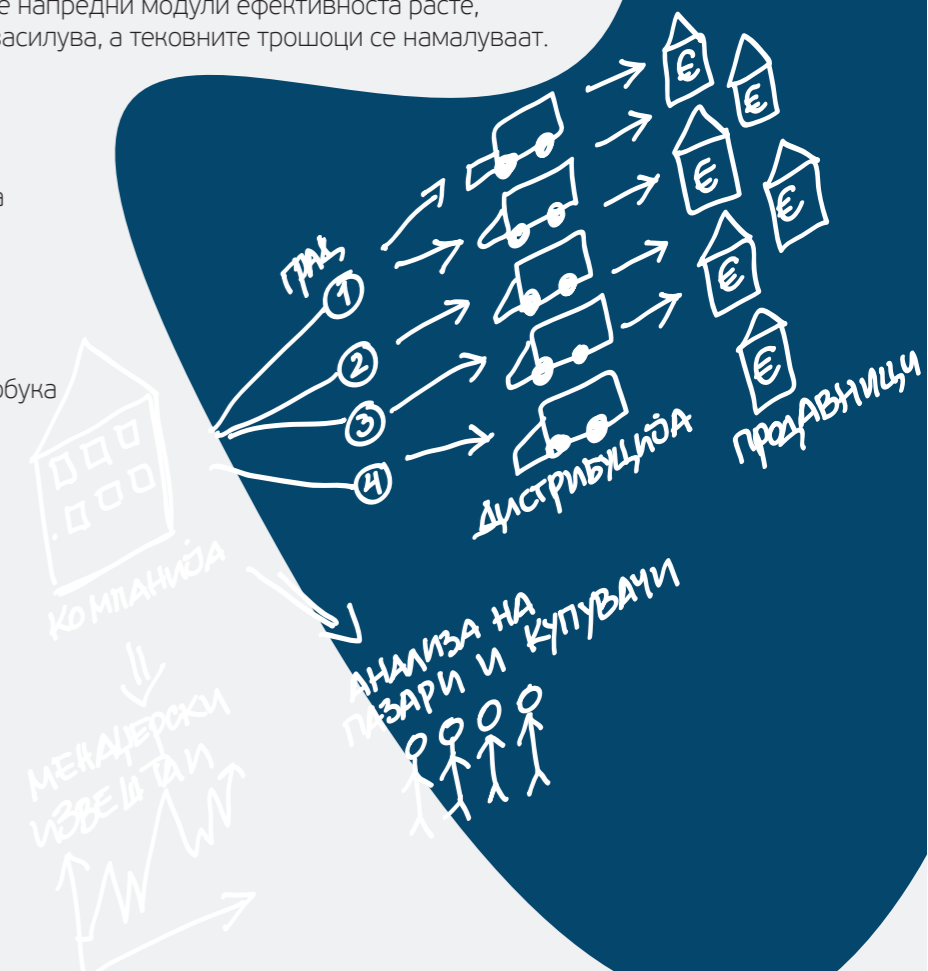 е напредни модули ефективноста расте,
засилува, а тековните трошоци се намалуваат.
а
обука
ГРАД
1
2
3
4
€
€
€
€
€
€
ДИСТРИБУЦИЈА
ПРОДАВНИЦИ
КОМПАНИЈА
АНАЛИЗА НА
ПАЗАРИ И КУПУВАЧИ
МЕНАЏЕРСКИ
ИЗВЕШТАИ